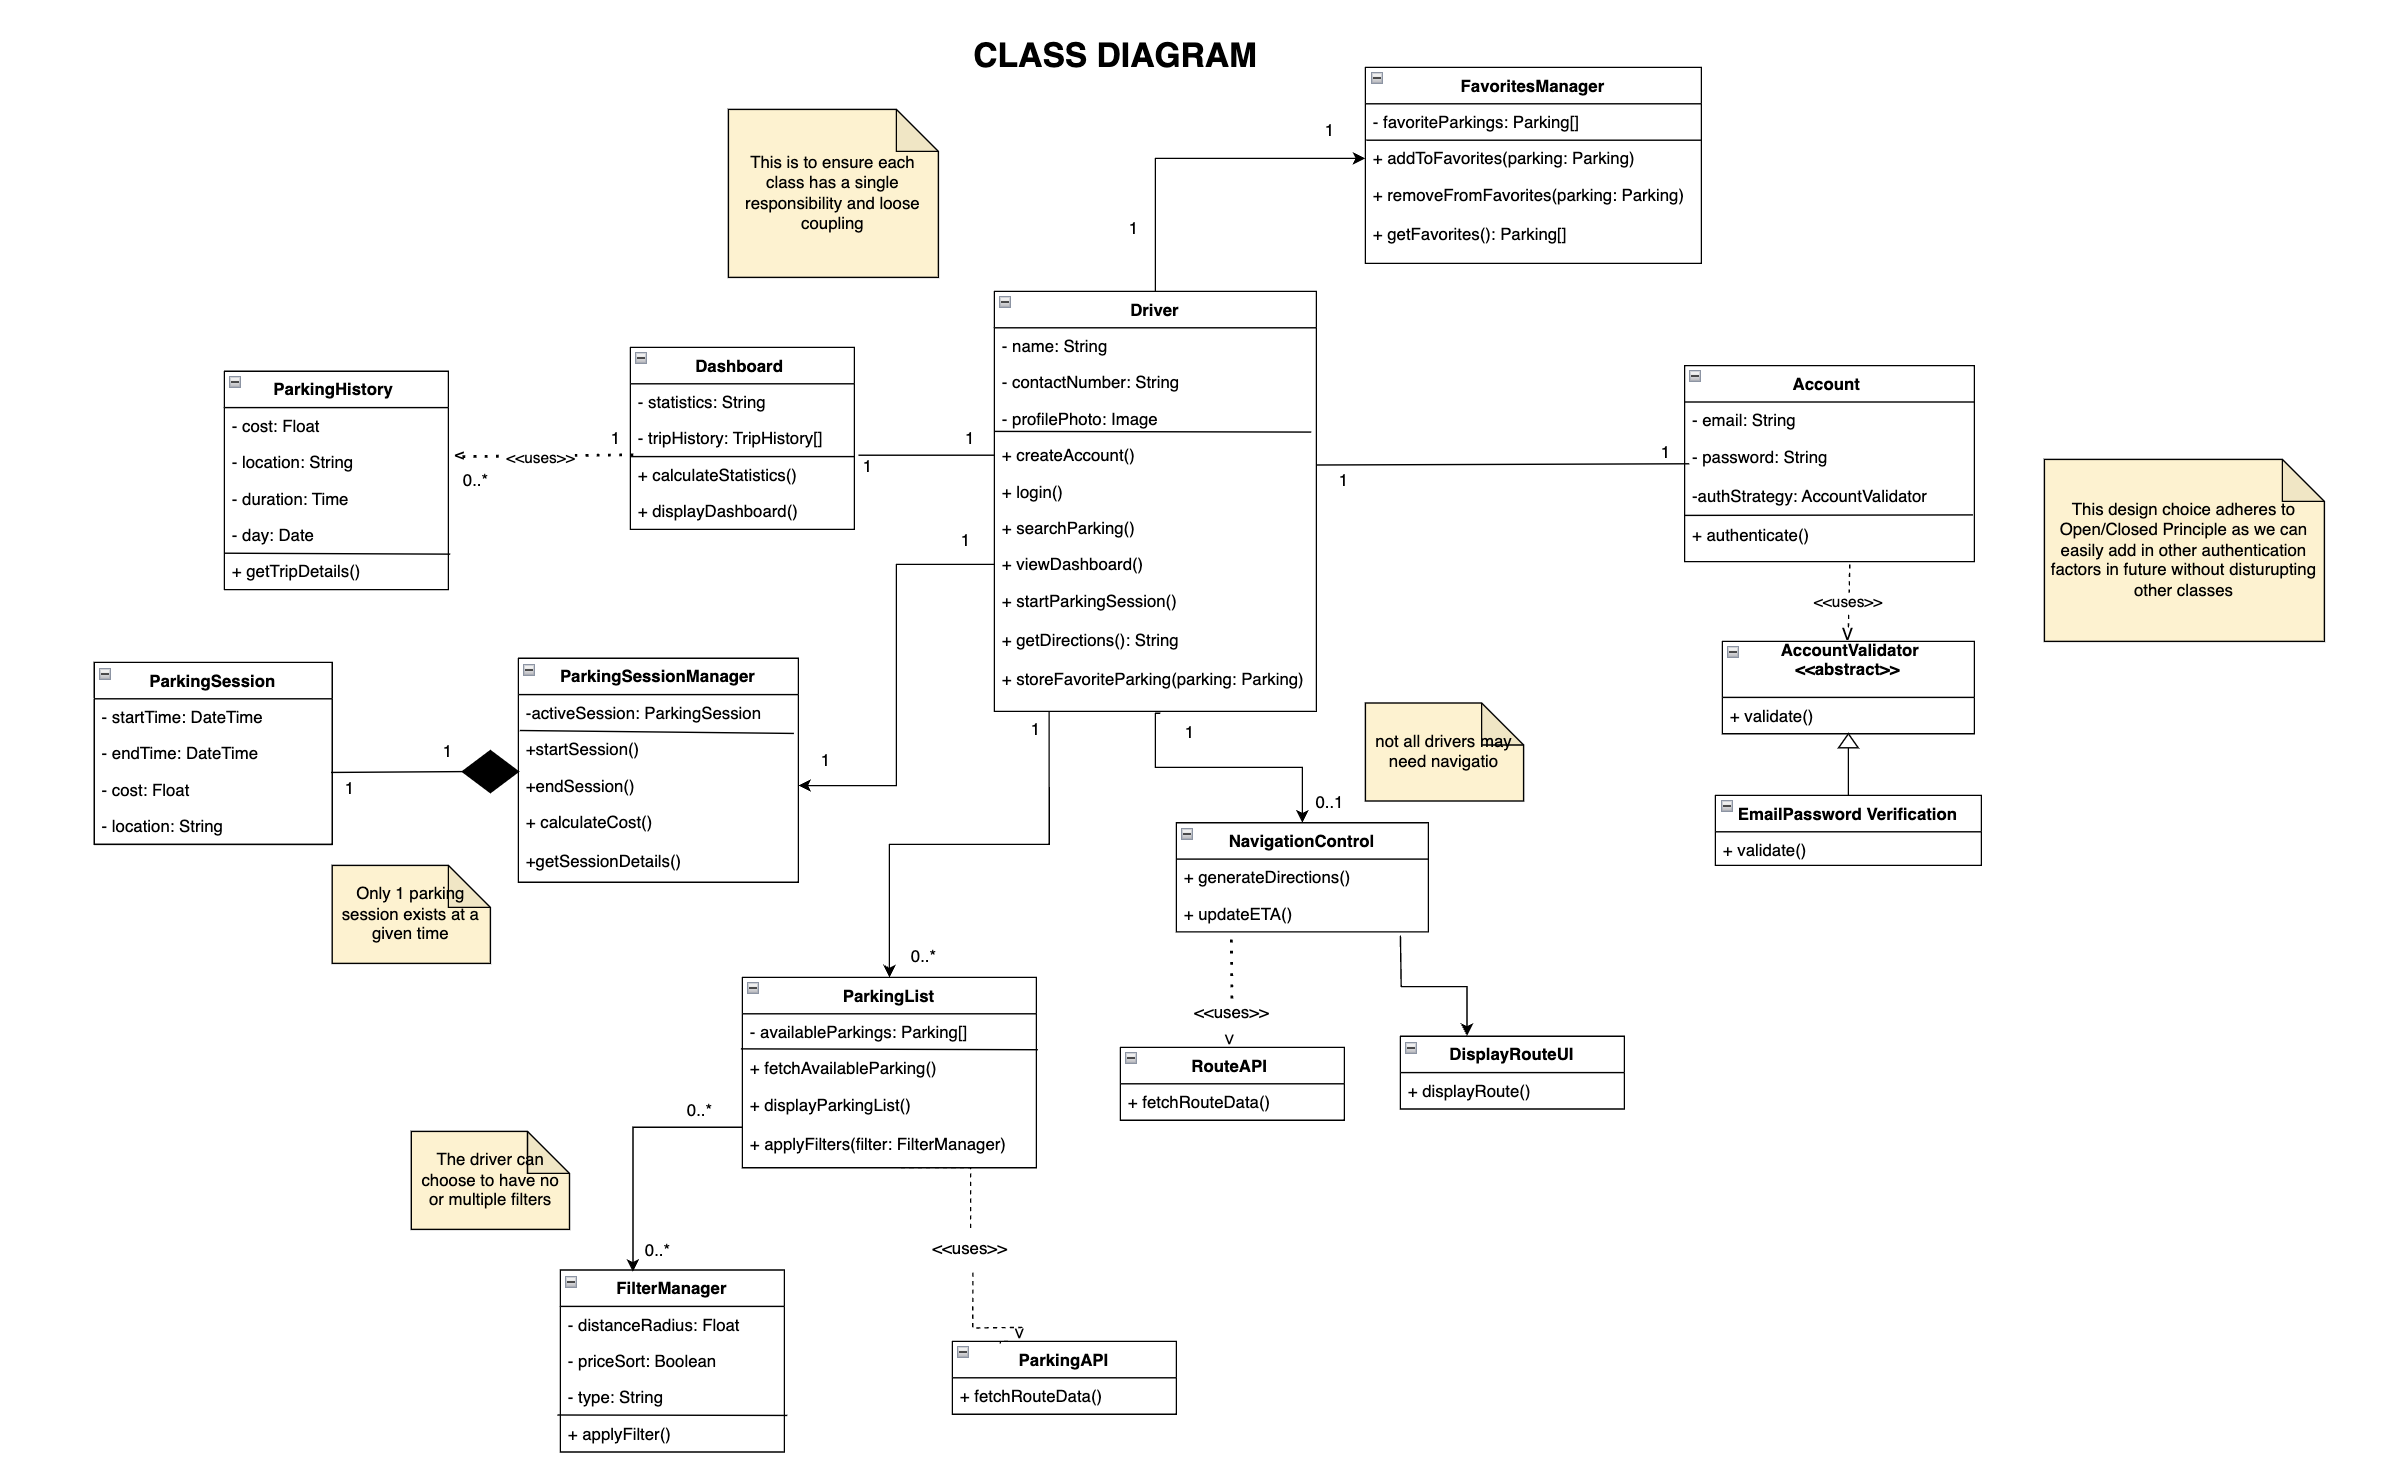 CLASS DIAGRAM
FavoritesManager
- favoriteParkings: Parking[]
+ addToFavorites(parking: Parking)
+ removeFromFavorites(parking: Parking)
+ getFavorites(): Parking[]
1
1
This is to ensure each
class has a single
responsibility and loose
coupling
Driver
- name: String
- contactNumber: String
- profilePhoto: Image
+ createAccount()
+ login()
+ searchParking()
+ viewDashboard()
+ startParkingSession()
+ getDirections(): String
+ storeFavoriteParking(parking: Parking)
Dashboard
- statistics: String
- tripHistory: TripHistory[]
+ calculateStatistics()
+ displayDashboard()
1
1
ParkingHistory
- cost: Float
- location: String
- duration: Time
- day: Date
+ getTripDetails()
1
<<uses>>
0..*
Account
- email: String
- password: String
-authStrategy: AccountValidator
+ authenticate()
1
1
This design choice adheres to
Open/Closed Principle as we can
easily add in other authentication
factors in future without disturupting
other classes
<<uses>>
AccountValidator
<<abstract>>
+ validate()
EmailPassword Verification
+ validate()
ParkingSession
- startTime: DateTime
- endTime: DateTime
- cost: Float
- location: String
1
1
ParkingSessionManager
-activeSession: ParkingSession
+startSession()
+endSession()
+ calculateCost()
+getSessionDetails()
1
1
Only 1 parking
session exists at a
given time
1
1
not all drivers may
need navigatio
0..1
NavigationControl
+ generateDirections()
+ updateETA()
<<uses>>
RouteAPI
+ fetchRouteData()
DisplayRouteUI
+ displayRoute()
0..*
ParkingList
- availableParkings: Parking[]
+ fetchAvailableParking()
+ displayParkingList()
+ applyFilters(filter: FilterManager)
0..*
The driver can
choose to have no
or multiple filters
0..*
<<uses>>
FilterManager
- distanceRadius: Float
- priceSort: Boolean
- type: String
+ applyFilter()
ParkingAPI
+ fetchRouteData()